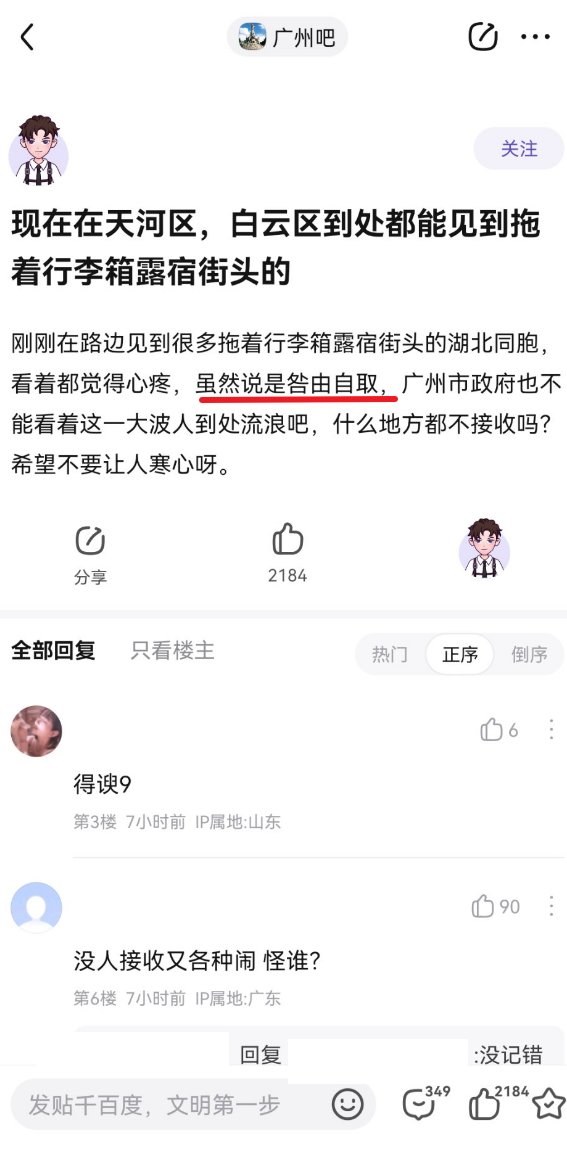 广州吧
关注
现在在天河区，白云区到处都能见到拖
着行李箱露宿街头的
刚刚在路边见到很多拖着行李箱露宿街头的湖北同胞，
看着都觉得心疼，虽然说是咎由自取，广州市政府也不
能看着这一大波人到处流浪吧，什么地方都不接收吗？
希望不要让人寒心呀。
分享
2184
全部回复 只看楼主 热门 正序 倒序
6
得谀9
第3楼 7小时前 IP属地:山东
90
没人接收又各种闹 怪谁？
第6楼 7小时前 IP属地:广东
回复 :没记错
发贴千百度，文明第一步 349 2184